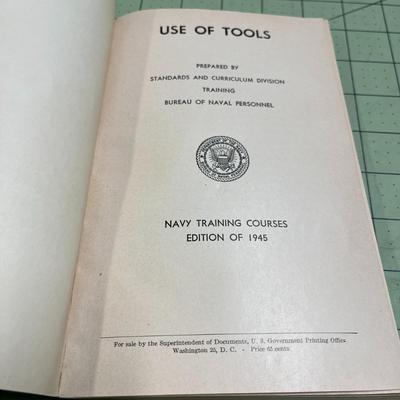 USE OF TOOLS
PREPARED BY
STANDARDS AND CURRICULUM DIVISION
TRAINING
BUREAU OF NAVAL PERSONNEL
NAVY TRAINING COURSES
EDITION OF 1945
For sale by the Superintendent of Documents, U. S. Government Printing Office
Washington 25, D. C. - Price 65 cents